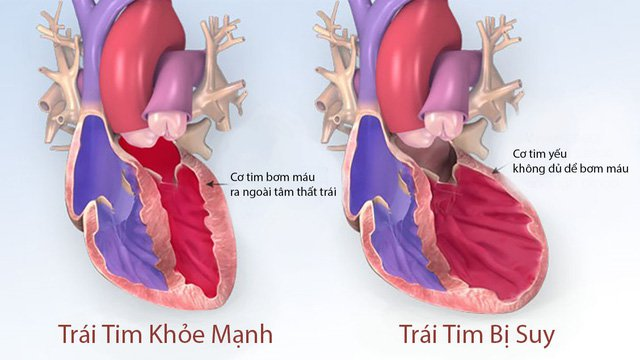 Cơ tim bơm máu
ra ngoài tâm thất trái
Cơ tim yếu
không dủ để bơm máu
Trái Tim Khỏe Mạnh
Trái Tim Bị Suy